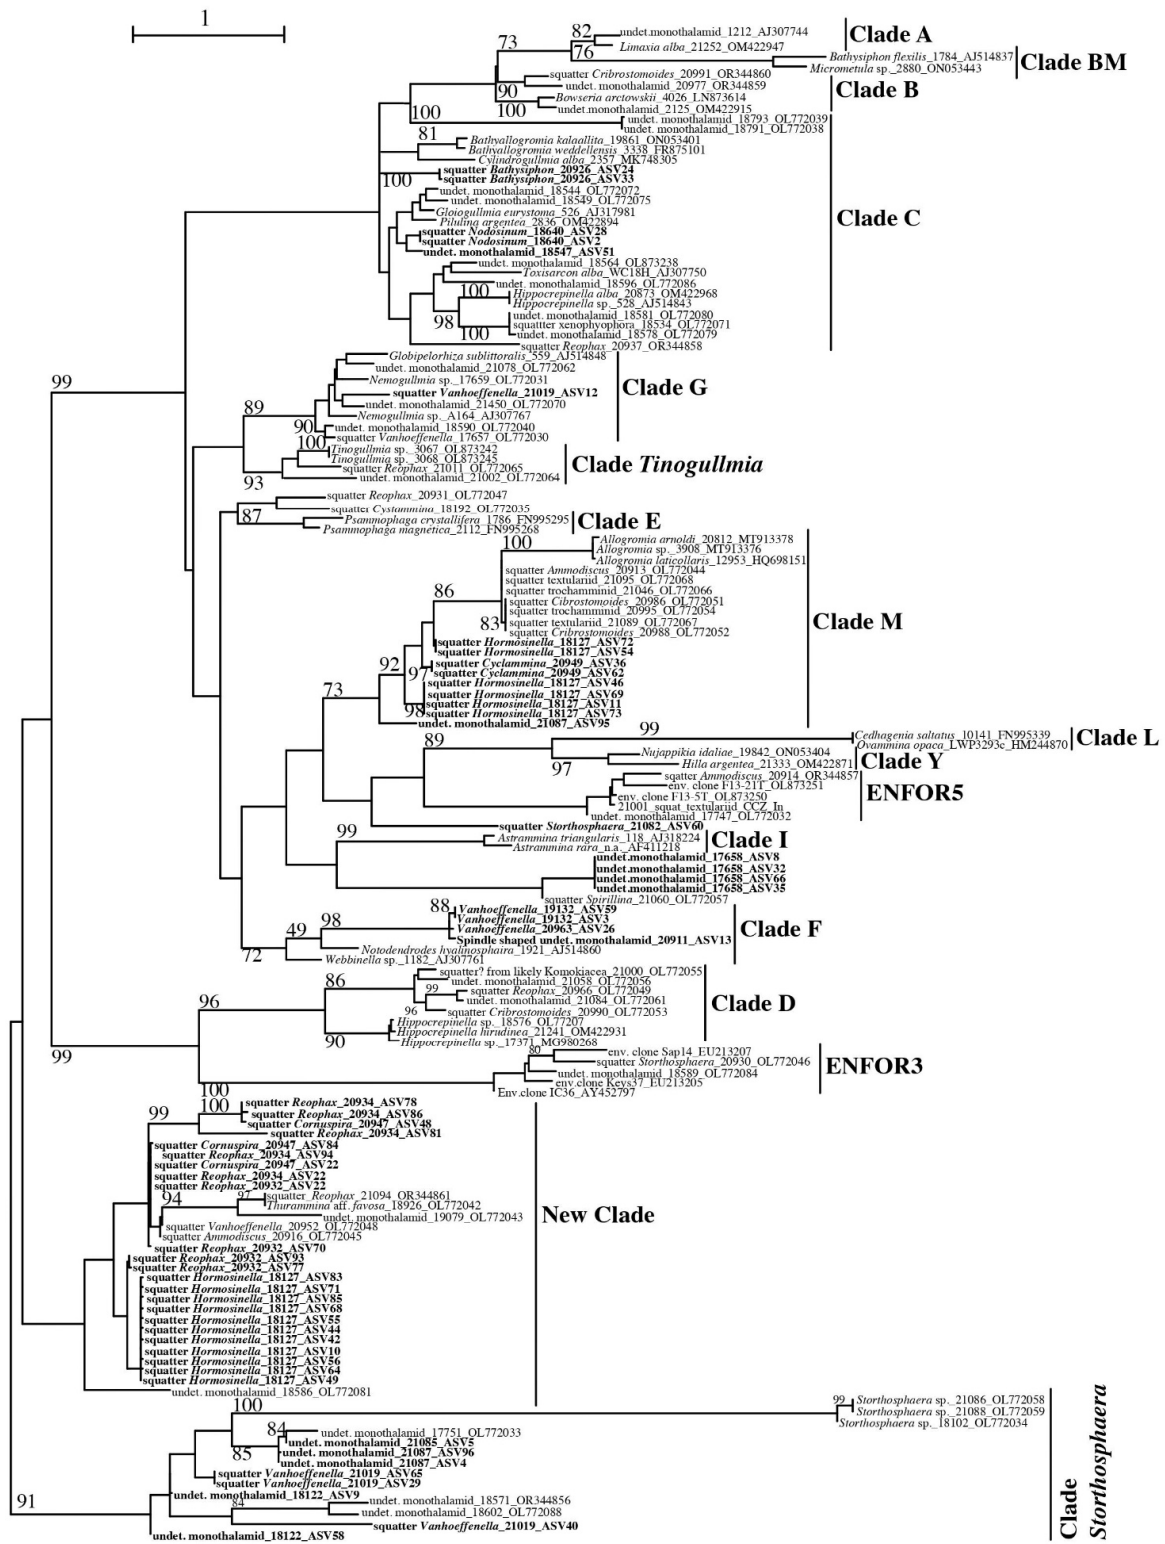 1
82
undet.monothalamid_1212_AJ307744
Clade A
73
Limaxia alba_21252_OM422947
76
Bathysiphon flexilis_1784_AJ514837
Clade BM
Micrometula sp._2880_ON053443
squatter Cribrostomoides_20991_OR344860
undet. monothalamid_20977_OR344859
Clade B
90
Bowseria arctowskii_4026_LN873614
100
undet.monothalamid_2125_OM422915
100
undet. monothalamid_18793_OL772039
undet. monothalamid_18791_OL772038
81
Bathyallogromia kalaallita_19861_ON053401
Bathyallogromia weddellensis_3338_FR875101
Cylindrogullmia alba_2357_MK748305
squatter Bathysiphon_20926_ASV24
100
squatter Bathysiphon_20926_ASV33
undet. monothalamid_18544_OL772072
undet. monothalamid_18549_OL772075
Gloiogullmia eurystoma_526_AJ317981
Clade C
Pilulina argentea_2836_OM422894
squatter Nodosinum_18640_ASV28
squatter Nodosinum_18640_ASV2
undet. monothalamid_18547_ASV51
undet. monothalamid_18564_OL873238
Toxisarcon alba_WC18H_AJ307750
undet. monothalamid_18596_OL772086
100
Hippocrepinella alba_20873_OM422968
Hippocrepinella sp._528_AJ514843
98
undet. monothalamid_18581_OL772080
squattter xenophyophora_18534_OL772071
100
undet. monothalamid_18578_OL772079
squatter Reophax_20937_OR344858
Globipelorhiza sublittoralis_559_AJ514848
undet. monothalamid_21078_OL772062
99
Nemogullmia sp._17659_OL772031
Clade G
squatter Vanhoeffenella_21019_ASV12
undet. monothalamid_21450_OL772070
89
Nemogullmia sp._A164_AJ307767
90
undet. monothalamid_18590_OL772040
squatter Vanhoeffenella_17657_OL772030
100
Tinogullmia sp._3067_OL873242
Tinogullmia sp._3068_OL873245
Clade Tinogullmia
squatter Reophax_21011_OL772065
93
undet. monothalamid_21002_OL772064
squatter Reophax_20931_OL772047
squatter Cystammina_18192_OL772035
87
Psammophaga crystallifera_1786_FN995295
Clade E
Psammophaga magnetica_2112_FN995268
100
Allogromia arnoldi_20812_MT913378
Allogromia sp._3908_MT913376
Allogromia laticollaris_12953_HQ698151
squatter Ammodiscus_20913_OL772044
squatter textulariid_21095_OL772068
86
squatter trochamminid_21046_OL772066
squatter Cibrostomoides_20986_OL772051
squatter trochamminid_20995_OL772054
83
squatter textulariid_21089_OL772067
Clade M
squatter Cribrostomoides_20988_OL772052
squatter Hormosinella_18127_ASV72
squatter Hormosinella_18127_ASV54
92
squatter Cyclammina_20949_ASV36
97
squatter Cyclammina_20949_ASV62
squatter Hormosinella_18127_ASV46
73
squatter Hormosinella_18127_ASV69
squatter Hormosinella_18127_ASV11
98
squatter Hormosinella_18127_ASV73
undet. monothalamid_21087_ASV95
99
Cedhagenia saltatus_10141_FN995339
Clade L
89
Ovammina opaca_LWP3293c_HM244870
Nujappikia idaliae_19842_ON053404
Clade Y
97
Hilla argentea_21333_OM422871
sqatter Ammodiscus_20914_OR344857
env. clone F13-21T_OL873251
ENFOR5
env. clone F13-5T_OL873250
21001_squat_textulariid_CCZ_In
undet. monothalamid_17747_OL772032
squatter Storthosphaera_21082_ASV60
99
Astrammina triangularis_118_AJ318224
Clade I
Astrammina rara_n.a._AF411218
undet.monothalamid_17658_ASV8
undet.monothalamid_17658_ASV32
undet.monothalamid_17658_ASV66
undet.monothalamid_17658_ASV35
squatter Spirillina_21060_OL772057
88
Vanhoeffenella_19132_ASV59
98
Vanhoeffenella_19132_ASV3
49
Vanhoeffenella_20963_ASV26
Clade F
Spindle shaped undet. monothalamid_20911_ASV13
72
Notodendrodes hyalinosphaira_1921_AJ514860
Webbinella sp._1182_AJ307761
squatter? from likely Komokiacea_21000_OL772055
86
undet. monothalamid_21058_OL772056
99
squatter Reophax_20966_OL772049
96
undet. monothalamid_21084_OL772061
Clade D
96
squatter Cribrostomoides_20990_OL772053
Hippocrepinella sp._18576_OL77207
Hippocrepinella hirudinea_21241_OM422931
90
Hippocrepinella sp._17371_MG980268
99
80
env. clone Sap14_EU213207
squatter Storthosphaera_20930_OL772046
ENFOR3
undet. monothalamid_18589_OL772084
env.clone Keys37_EU213205
100
Env.clone IC36_AY452797
100
squatter Reophax_20934_ASV78
99
squatter Reophax_20934_ASV86
squatter Cornuspira_20947_ASV48
squatter Reophax_20934_ASV81
squatter Cornuspira_20947_ASV84
squatter Reophax_20934_ASV94
squatter Cornuspira_20947_ASV22
squatter Reophax_20934_ASV22
squatter Reophax_20932_ASV22
94
97
squatter_Reophax_21094_OR344861
Thurammina aff. favosa_18926_OL772042
New Clade
undet. monothalamid_19079_OL772043
squatter Vanhoeffenella_20952_OL772048
squatter Ammodiscus_20916_OL772045
squatter Reophax_20932_ASV70
squatter Reophax_20932_ASV93
squatter Reophax_20932_ASV77
squatter Hormosinella_18127_ASV83
squatter Hormosinella_18127_ASV71
squatter Hormosinella_18127_ASV85
squatter Hormosinella_18127_ASV68
squatter Hormosinella_18127_ASV55
squatter Hormosinella_18127_ASV44
squatter Hormosinella_18127_ASV42
squatter Hormosinella_18127_ASV10
squatter Hormosinella_18127_ASV56
squatter Hormosinella_18127_ASV64
squatter Hormosinella_18127_ASV49
undet. monothalamid_18586_OL772081
100
99
Storthosphaera sp._21086_OL772058
Storthosphaera sp._21088_OL772059
Storthosphaera sp._18102_OL772034
84
undet. monothalamid_17751_OL772033
undet. monothalamid_21085_ASV5
85
undet. monothalamid_21087_ASV96
undet. monothalamid_21087_ASV4
squatter Vanhoeffenella_21019_ASV65
squatter Vanhoeffenella_21019_ASV29
Clade
Storthosphaera
91
undet. monothalamid_18122_ASV9
84
undet. monothalamid_18571_OR344856
undet. monothalamid_18602_OL772088
squatter Vanhoeffenella_21019_ASV40
undet. monothalamid_18122_ASV58